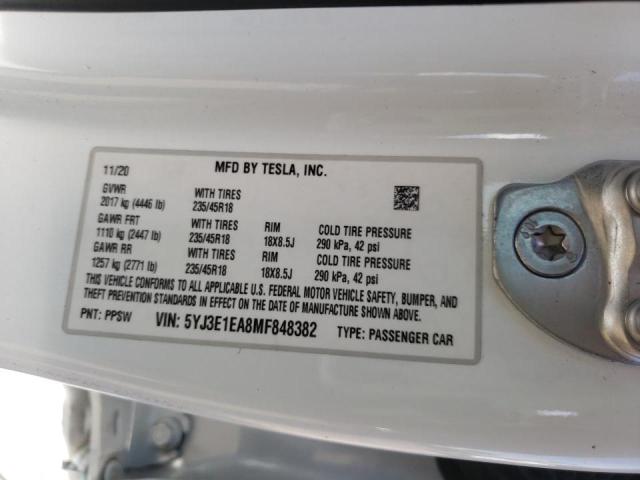 11/20 MFD BY TESLA, INC.
GVWR WITH TIRES
2017 kg (4446 lb) 235/45R18
GAWR FRT WITH TIRES RIM COLD TIRE PRESSURE
1110 kg (2447 lb) 235/45R18 18X8.5J 290 kPa, 42 psi
GAWR RR WITH TIRES RIM COLD TIRE PRESSURE
1257 kg (2771 lb) 235/45R18 18X8.5J 290 kPa, 42 psi
THIS VEHICLE CONFORMS TO ALL APPLICABLE U.S. FEDERAL MOTOR VEHICLE SAFETY, BUMPER, AND
THEFT PREVENTION STANDARDS IN EFFECT ON THE DATE OF MANUFACTURE SHOWN ABOVE.
PNT: PPSW VIN: 5YJ3E1EA8MF848382 TYPE: PASSENGER CAR